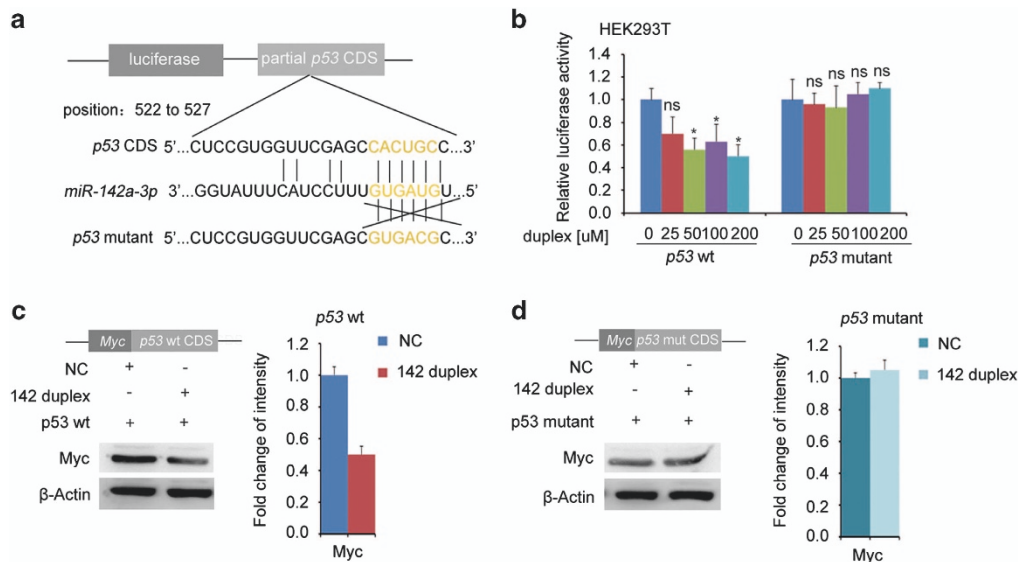 a
luciferase
partial p53 CDS
position: 522 to 527
p53 CDS 5'...CUCCGUGGUUCGAGCCACUGCC...3'
miR-142a-3p 3'...GGUAUUUCAUCCUUUGUGAUGU...5'
p53 mutant 5'...CUCCGUGGUUCGAGCGUGACGC...3'
b
HEK293T
Relative luciferase activity
1.4
1.2
1.0
0.8
0.6
0.4
0.2
0.0
ns * * * ns ns ns ns
duplex [uM] 0 25 50 100 200 0 25 50 100 200
p53 wt p53 mutant
c
Myc p53 wt CDS
NC + -
142 duplex - +
p53 wt + +
Myc
β-Actin
p53 wt
NC
142 duplex
Fold change of intensity
1.2
1.0
0.8
0.6
0.4
0.2
0.0
Myc
d
Myc p53 mut CDS
NC + -
142 duplex - +
p53 mutant + +
Myc
β-Actin
p53 mutant
NC
142 duplex
Fold change of intensity
1.2
1.0
0.8
0.6
0.4
0.2
0.0
Myc